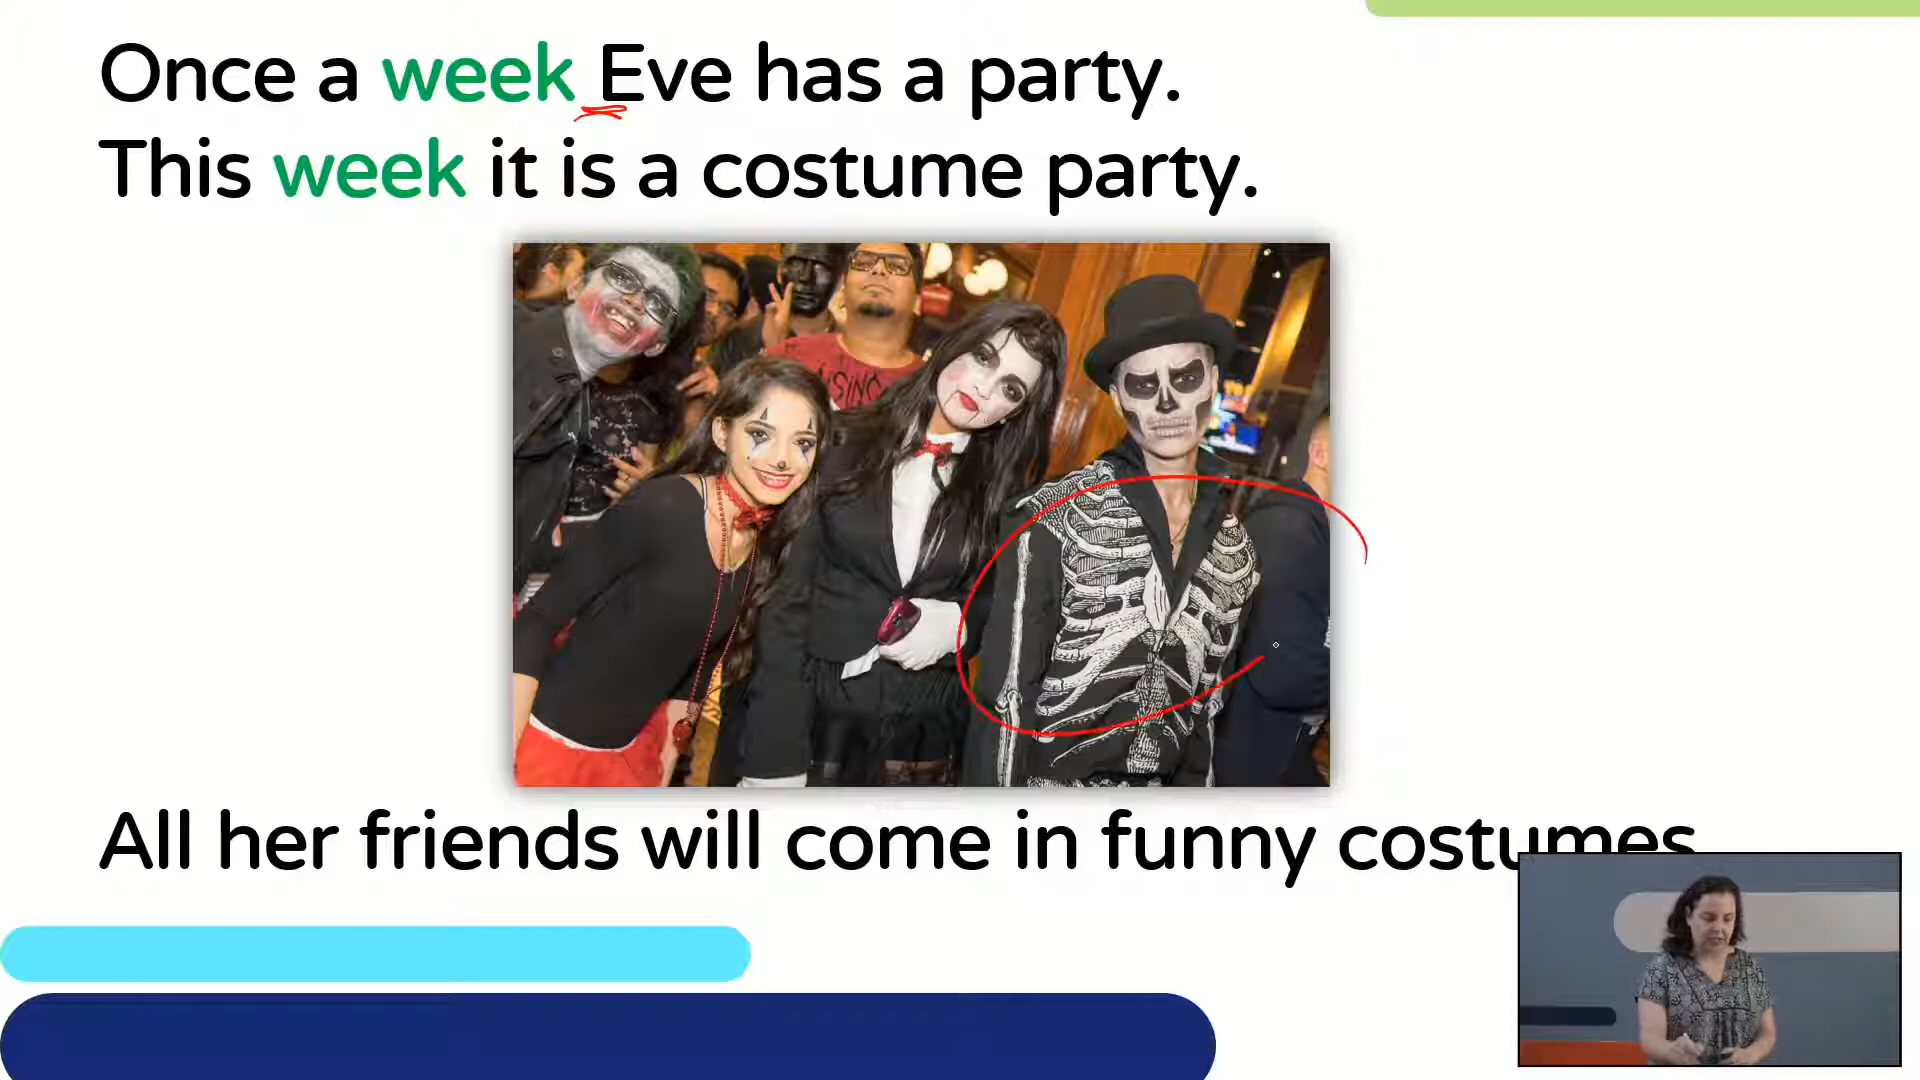 Once a week Eve has a party.
This week it is a costume party.
All her friends will come in funny costumes